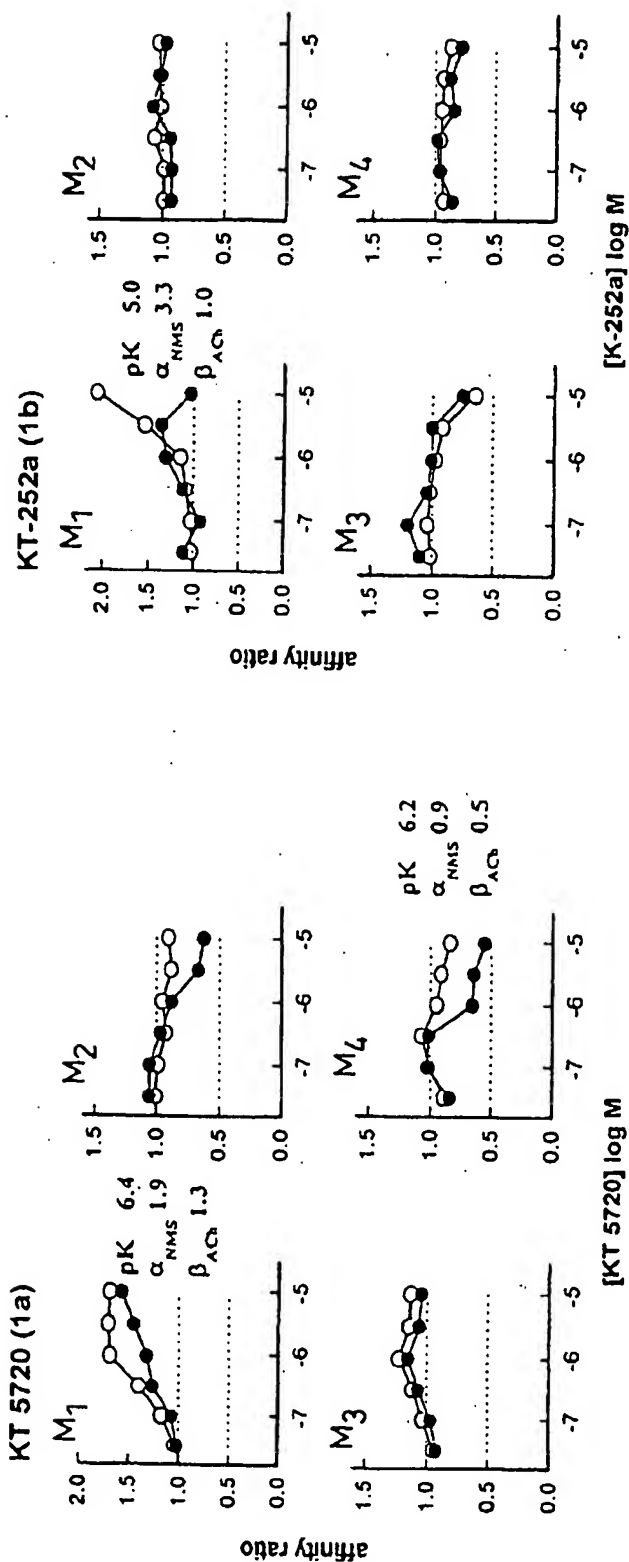 KT 5720 (1a)
M1
2.0
1.5
1.0
0.5
0.0
-7 -6 -5
pK 6.4
αNMS 1.9
βACh 1.3
M2
1.5
1.0
0.5
0.0
-7 -6 -5
M3
1.5
1.0
0.5
0.0
-7 -6 -5
M4
1.5
1.0
0.5
0.0
-7 -6 -5
pK 6.2
αNMS 0.9
βACh 0.5
affinity ratio
[KT 5720] log M
KT-252a (1b)
M1
2.0
1.5
1.0
0.5
0.0
-7 -6 -5
pK 5.0
αNMS 3.3
βACh 1.0
M2
1.5
1.0
0.5
0.0
-7 -6 -5
M3
1.5
1.0
0.5
0.0
-7 -6 -5
M4
1.5
1.0
0.5
0.0
-7 -6 -5
affinity ratio
[K-252a] log M